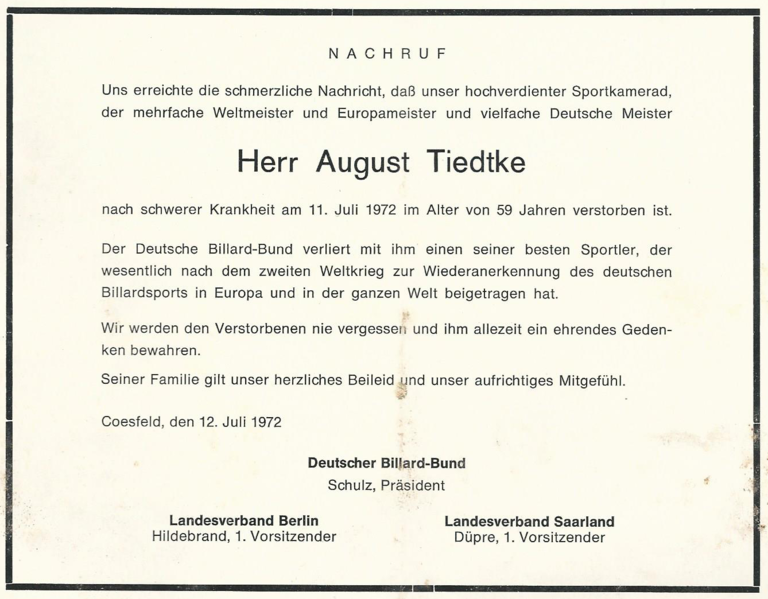 NACHRUF
Uns erreichte die schmerzliche Nachricht, daß unser hochverdienter Sportkamerad,
der mehrfache Weltmeister und Europameister und vielfache Deutsche Meister
Herr August Tiedtke
nach schwerer Krankheit am 11. Juli 1972 im Alter von 59 Jahren verstorben ist.
Der Deutsche Billard-Bund verliert mit ihm einen seiner besten Sportler, der
wesentlich nach dem zweiten Weltkrieg zur Wiederanerkennung des deutschen
Billardsports in Europa und in der ganzen Welt beigetragen hat.
Wir werden den Verstorbenen nie vergessen und ihm allezeit ein ehrendes Geden-
ken bewahren.
Seiner Familie gilt unser herzliches Beileid und unser aufrichtiges Mitgefühl.
Coesfeld, den 12. Juli 1972
Deutscher Billard-Bund
Schulz, Präsident
Landesverband Berlin
Hildebrand, 1. Vorsitzender
Landesverband Saarland
Düpre, 1. Vorsitzender